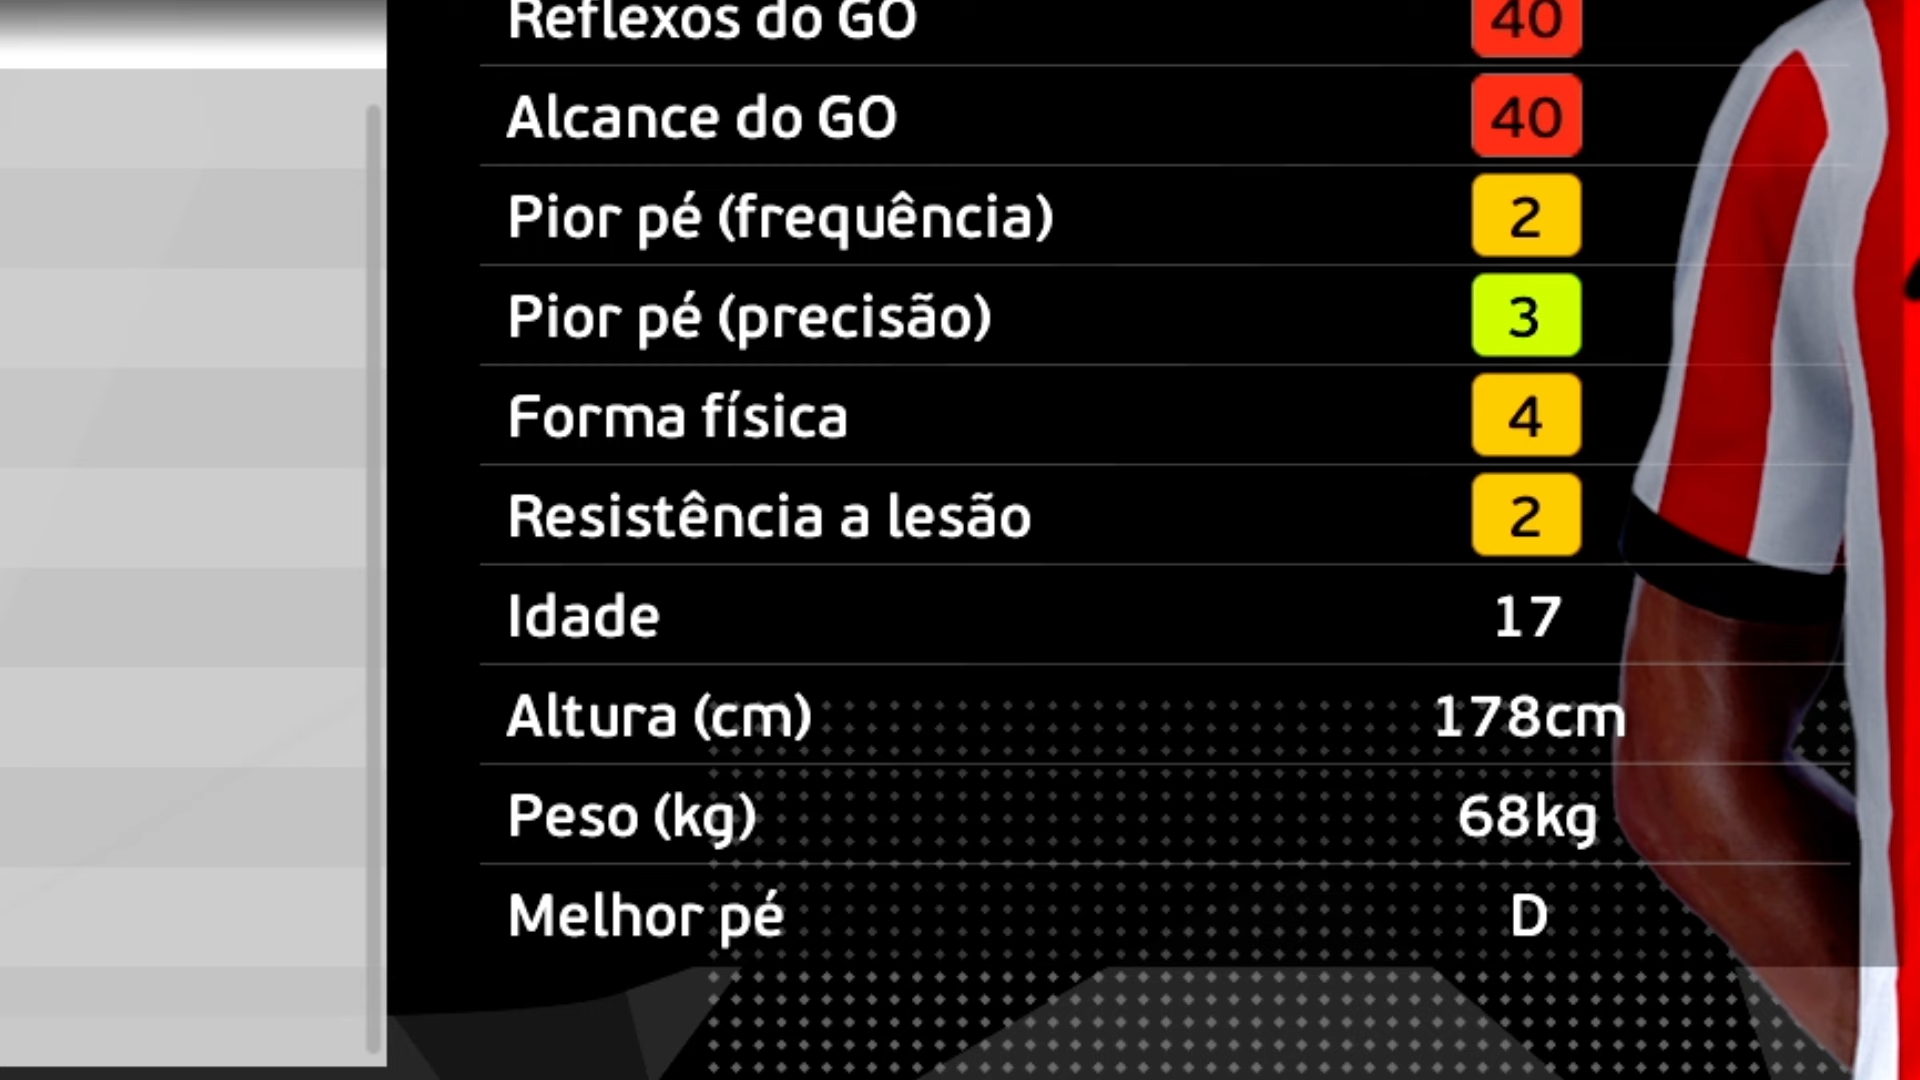 Reflexos do GO 40
Alcance do GO 40
Pior pé (frequência) 2
Pior pé (precisão) 3
Forma física 4
Resistência a lesão 2
Idade 17
Altura (cm) 178cm
Peso (kg) 68kg
Melhor pé D